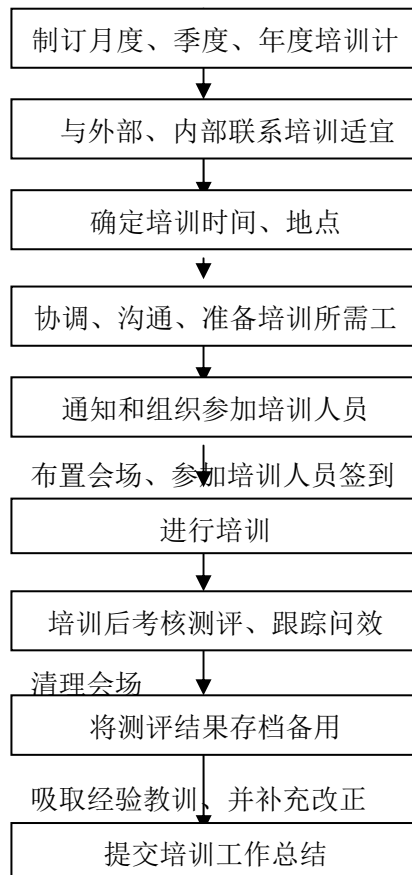 制订月度、季度、年度培训计
与外部、内部联系培训适宜
确定培训时间、地点
协调、沟通、准备培训所需工
通知和组织参加培训人员
布置会场、参加培训人员签到
进行培训
培训后考核测评、跟踪问效
清理会场
将测评结果存档备用
吸取经验教训、并补充改正
提交培训工作总结